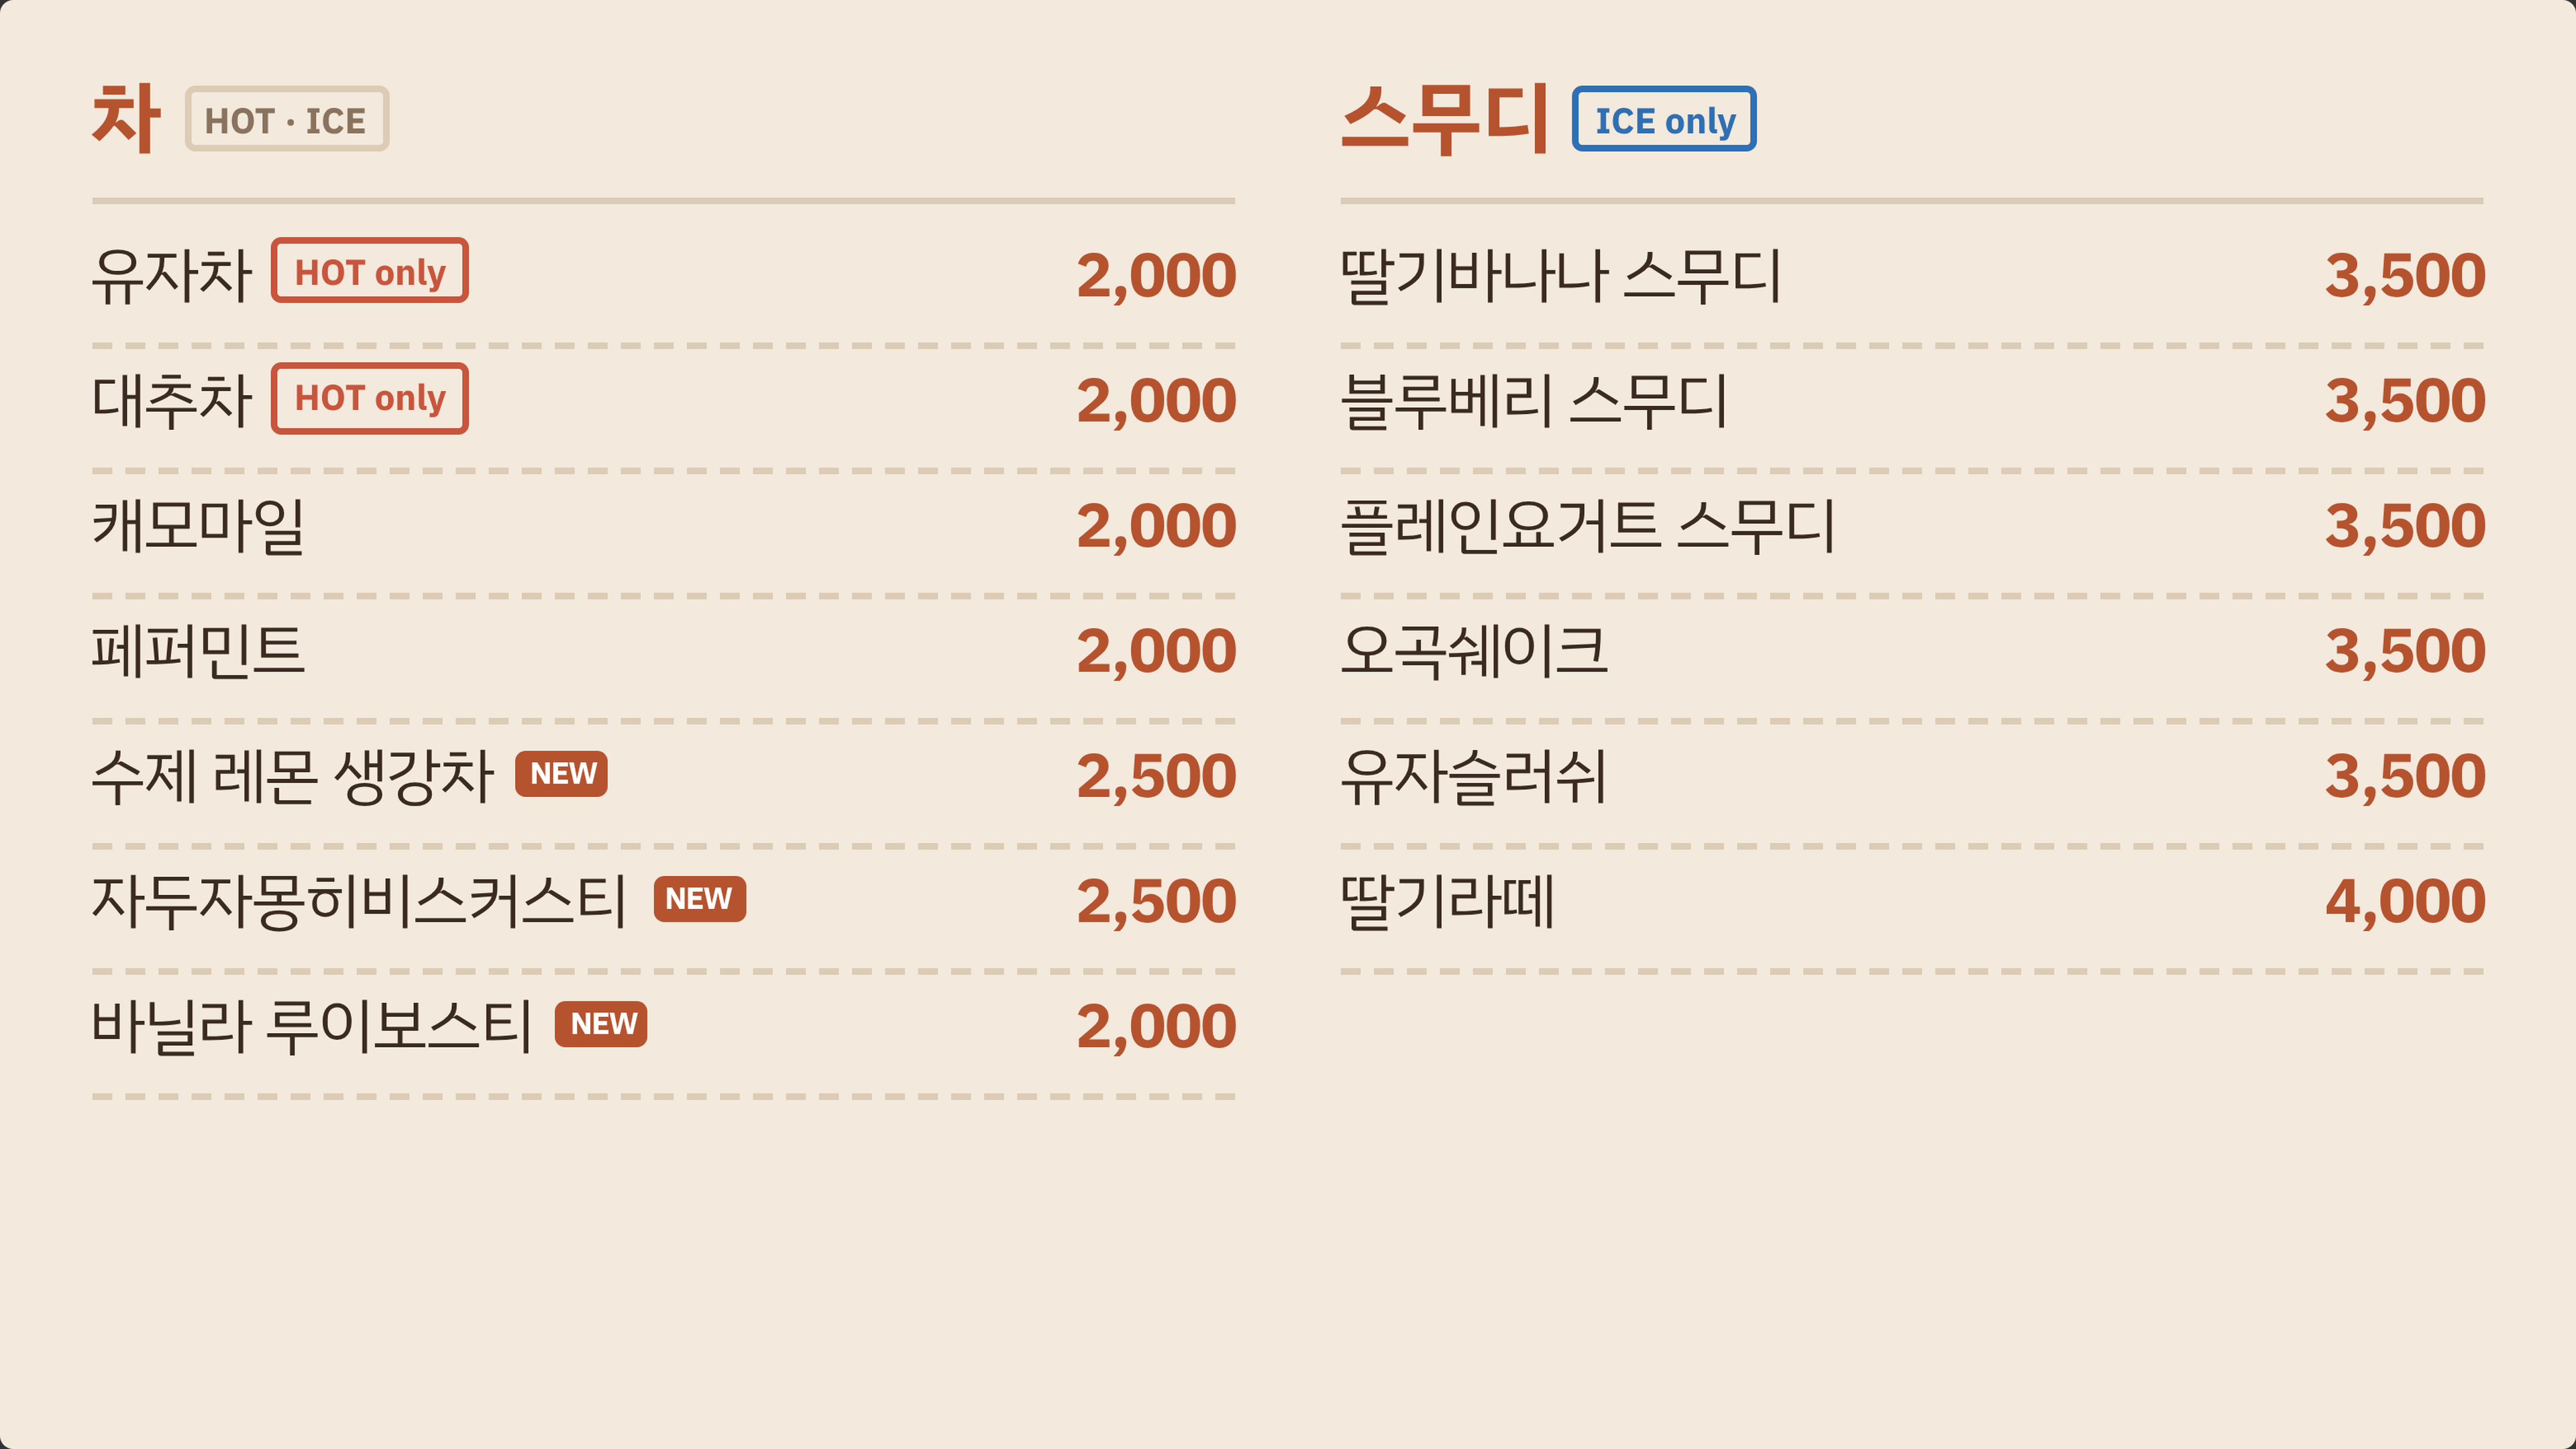 차 HOT · ICE
유자차 HOT only 2,000
대추차 HOT only 2,000
캐모마일 2,000
페퍼민트 2,000
수제 레몬 생강차 NEW 2,500
자두자몽히비스커스티 NEW 2,500
바닐라 루이보스티 NEW 2,000
스무디 ICE only
딸기바나나 스무디 3,500
블루베리 스무디 3,500
플레인요거트 스무디 3,500
오곡쉐이크 3,500
유자슬러쉬 3,500
딸기라떼 4,000